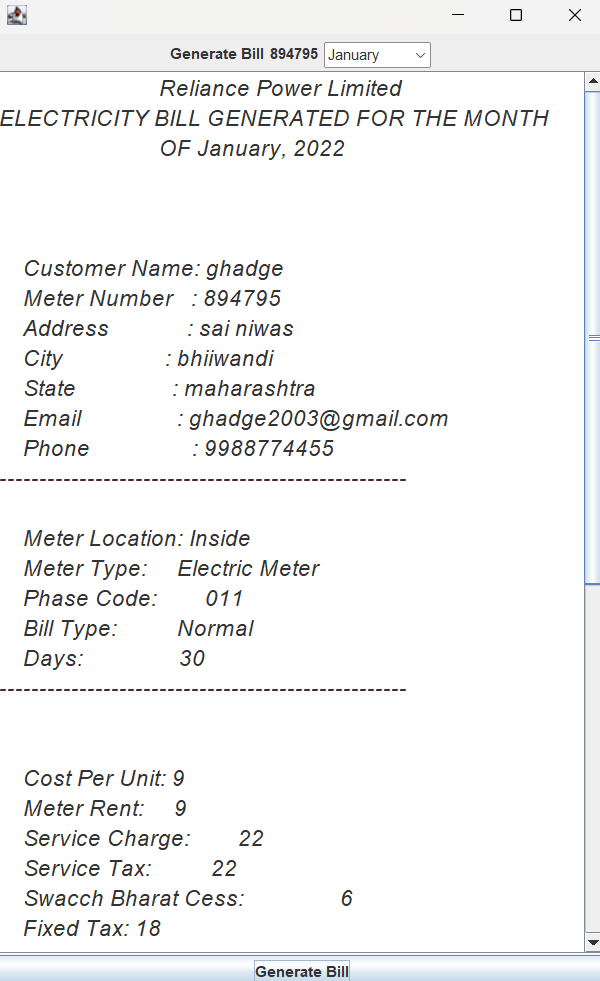 Generate Bill 894795 January
Reliance Power Limited
ELECTRICITY BILL GENERATED FOR THE MONTH
OF January, 2022
Customer Name: ghadge
Meter Number : 894795
Address : sai niwas
City : bhiiwandi
State : maharashtra
Email : ghadge2003@gmail.com
Phone : 9988774455
---------------------------------------------------
Meter Location: Inside
Meter Type: Electric Meter
Phase Code: 011
Bill Type: Normal
Days: 30
---------------------------------------------------
Cost Per Unit: 9
Meter Rent: 9
Service Charge: 22
Service Tax: 22
Swacch Bharat Cess: 6
Fixed Tax: 18
Generate Bill